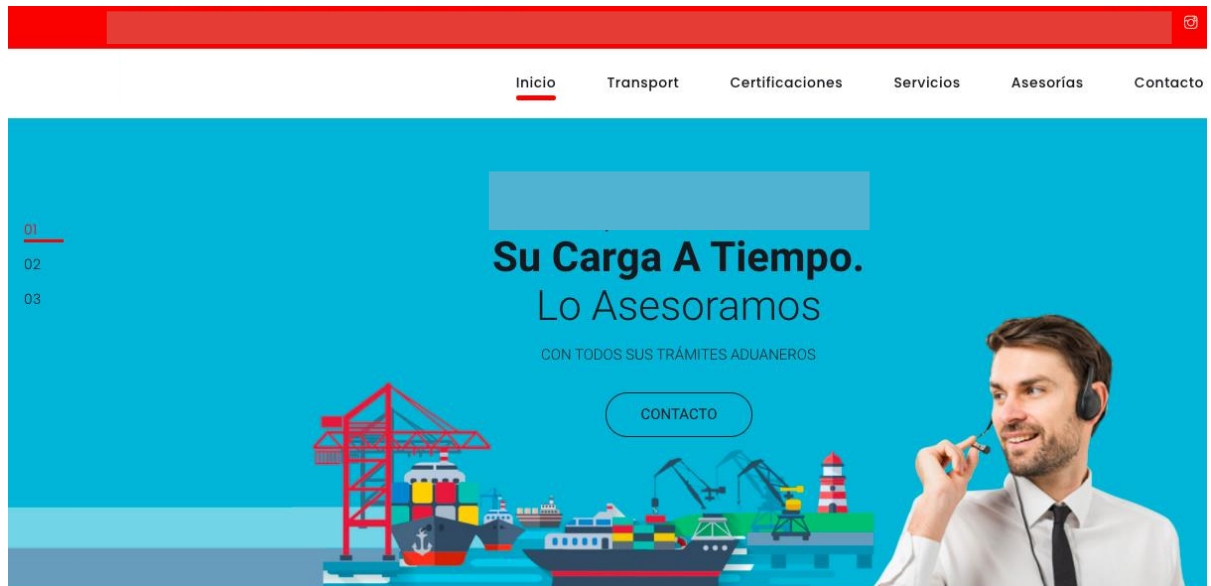 Inicio Transport Certificaciones Servicios Asesorías Contacto
01
02
03
Su Carga A Tiempo.
Lo Asesoramos
CON TODOS SUS TRÁMITES ADUANEROS
CONTACTO